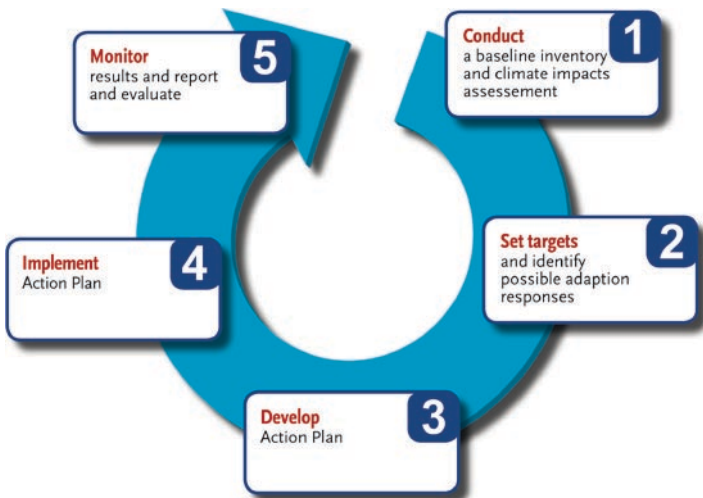 1
Conduct
a baseline inventory
and climate impacts
assessement
2
Set targets
and identify
possible adaption
responses
3
Develop
Action Plan
4
Implement
Action Plan
5
Monitor
results and report
and evaluate